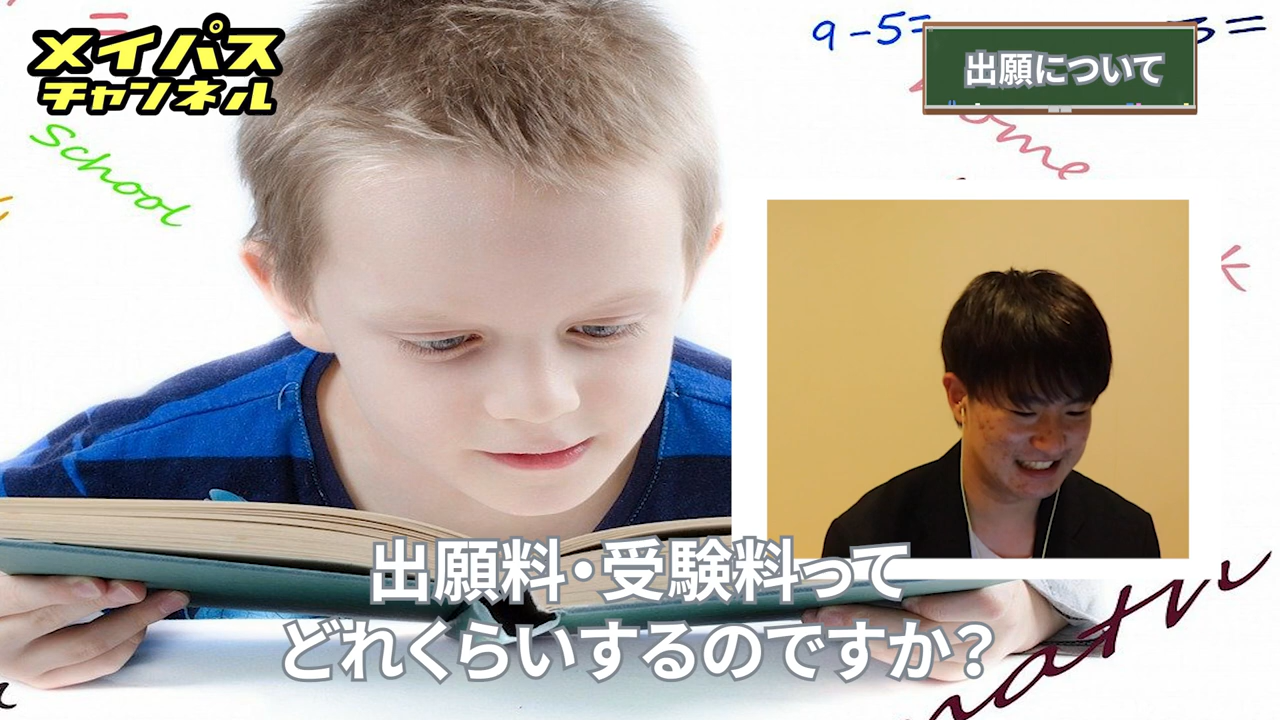 メイパス
チャンネル
School
9-5=
出願について
ome
出願料・受験料って
どれくらいするのですか？